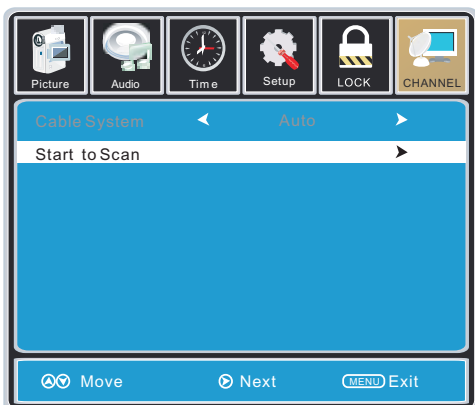 Picture Audio Time Setup LOCK CHANNEL
Cable System Auto
Start to Scan
Move Next MENU Exit